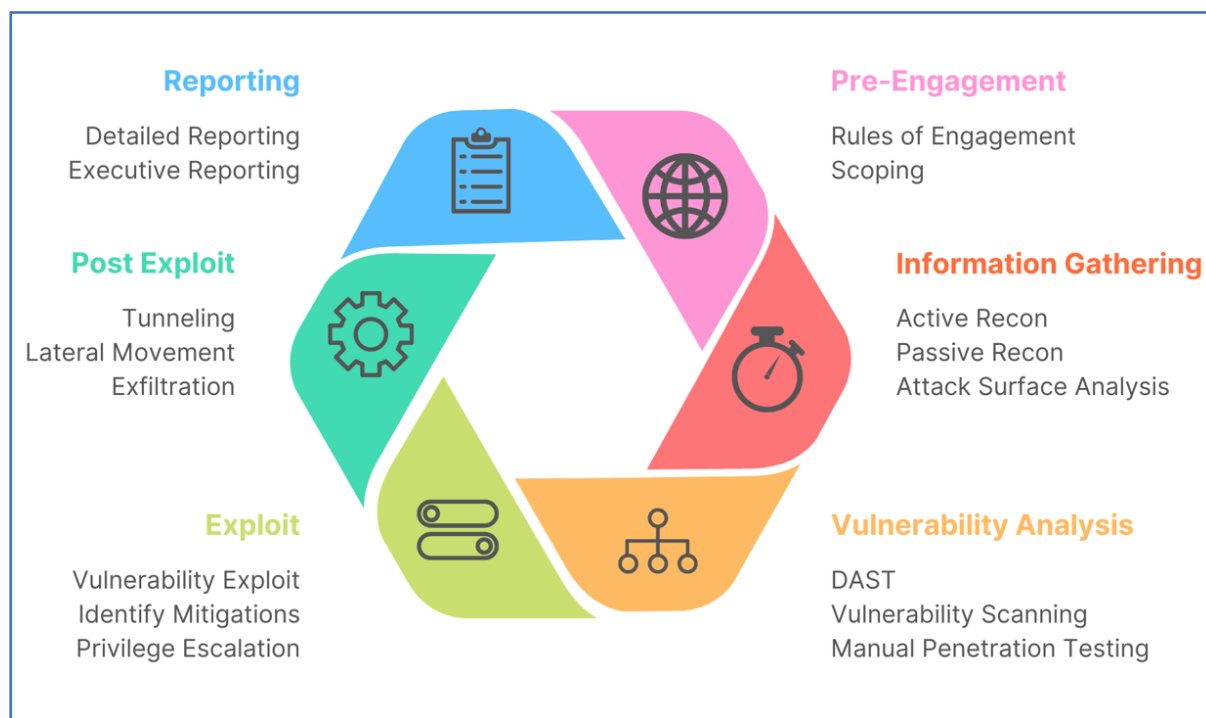 Reporting
Detailed Reporting
Executive Reporting
Pre-Engagement
Rules of Engagement
Scoping
Post Exploit
Tunneling
Lateral Movement
Exfiltration
Information Gathering
Active Recon
Passive Recon
Attack Surface Analysis
Exploit
Vulnerability Exploit
Identify Mitigations
Privilege Escalation
Vulnerability Analysis
DAST
Vulnerability Scanning
Manual Penetration Testing